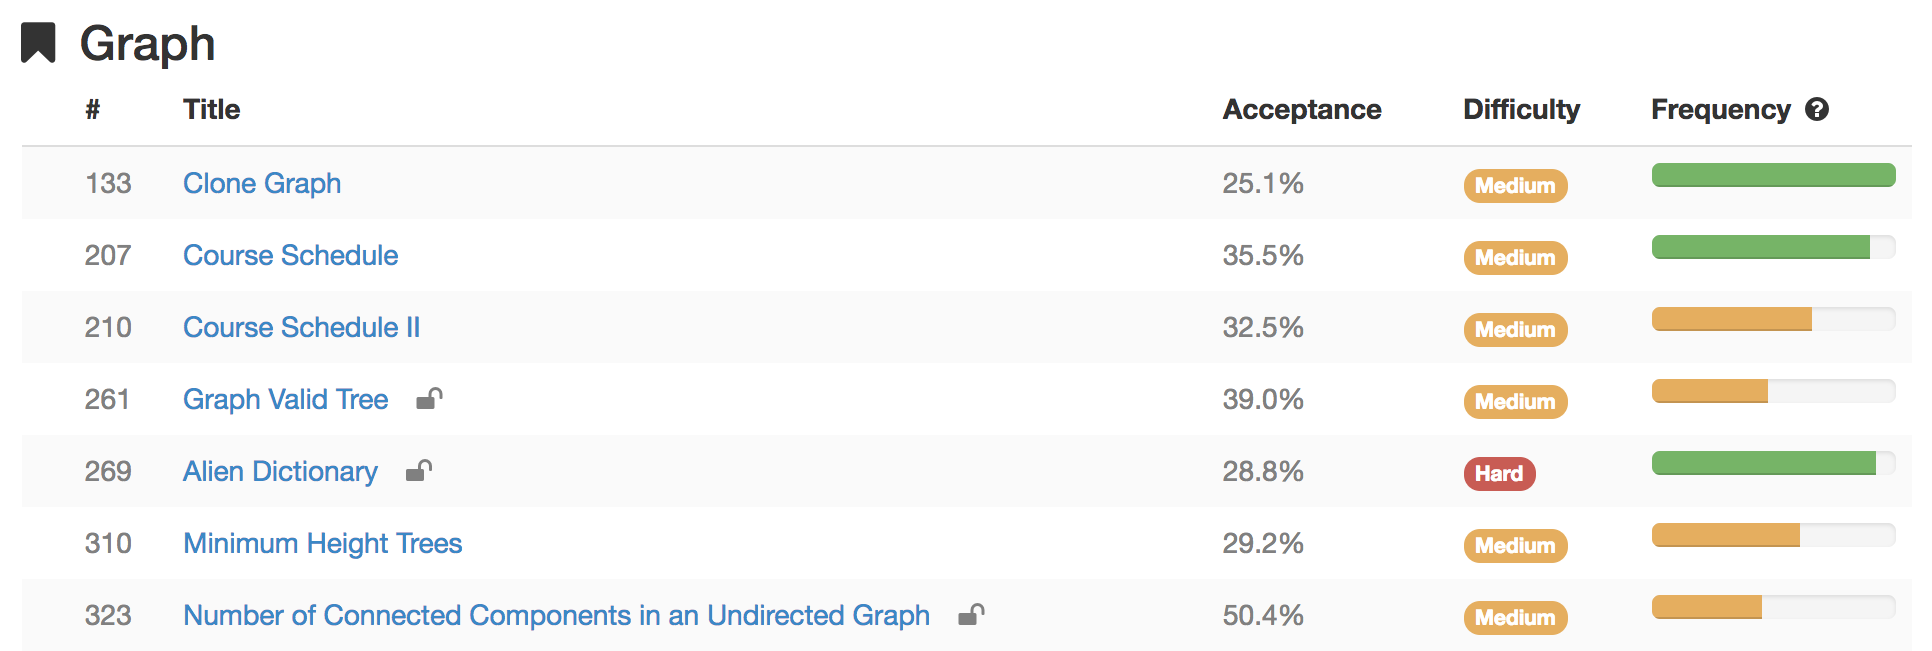 Graph
# Title Acceptance Difficulty Frequency ?
133 Clone Graph 25.1% Medium
207 Course Schedule 35.5% Medium
210 Course Schedule II 32.5% Medium
261 Graph Valid Tree 39.0% Medium
269 Alien Dictionary 28.8% Hard
310 Minimum Height Trees 29.2% Medium
323 Number of Connected Components in an Undirected Graph 50.4% Medium